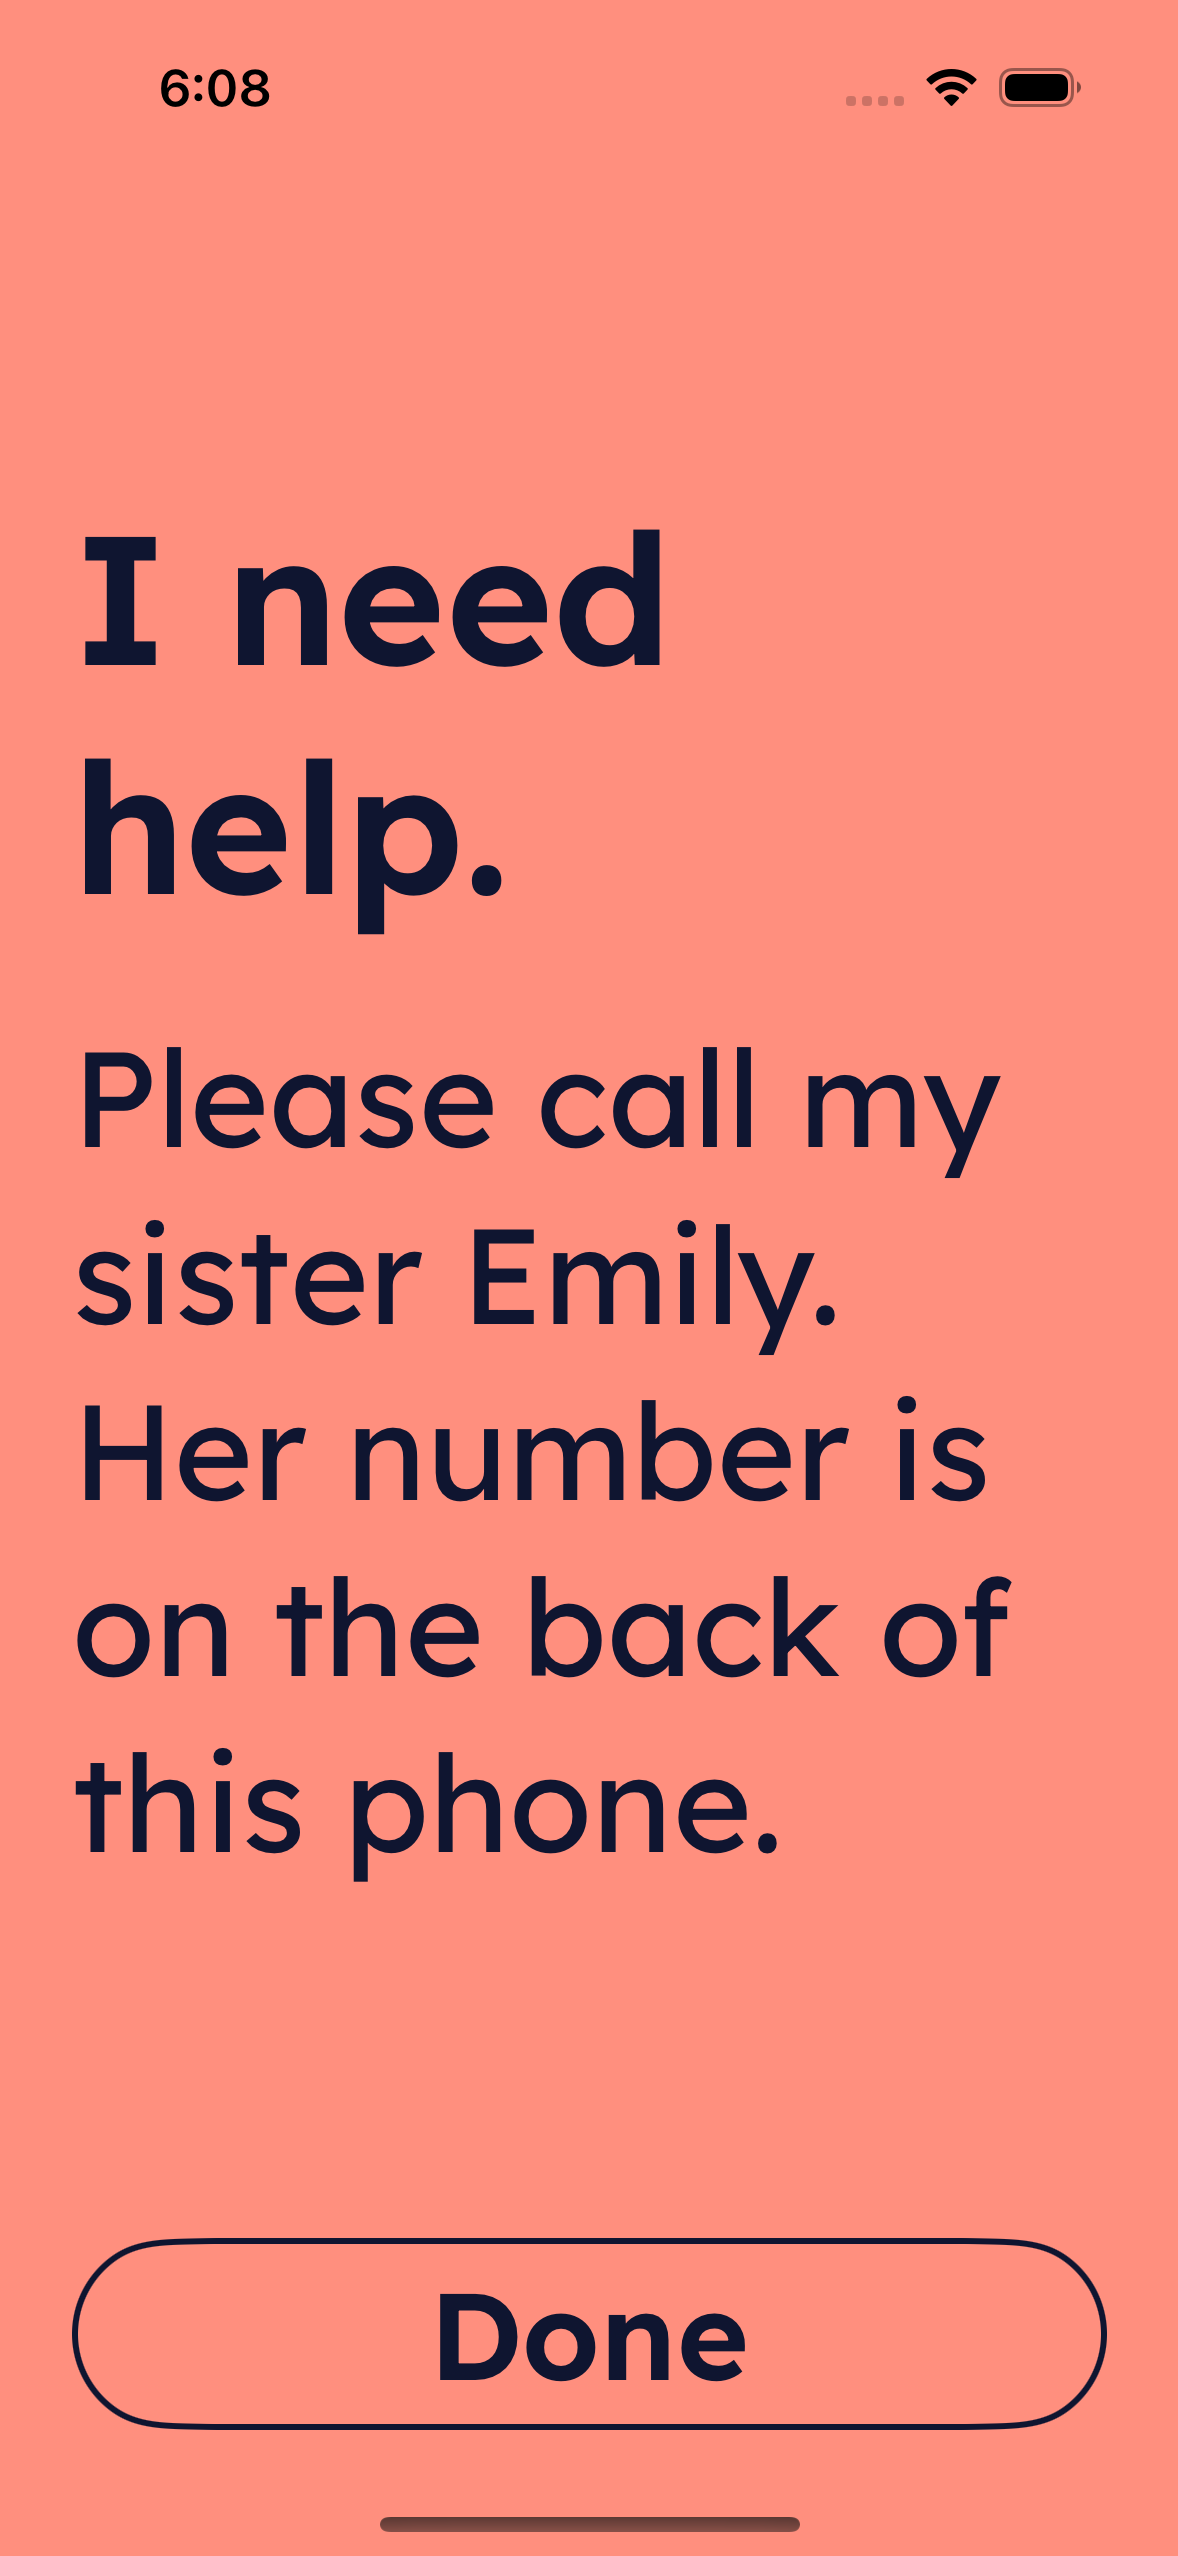 6:08
I need
help.
Please call my
sister Emily.
Her number is
on the back of
this phone.
Done